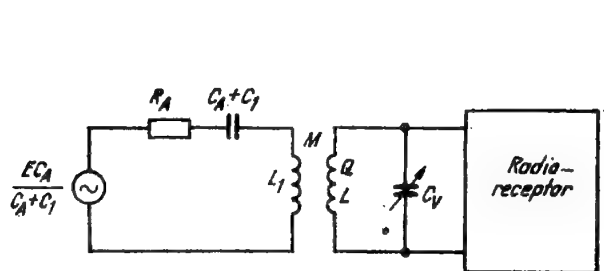 R_A
C_A+C_1
M
EC_A
C_A+C_1
L_1
Q
L
C_V
Radio-
receptor